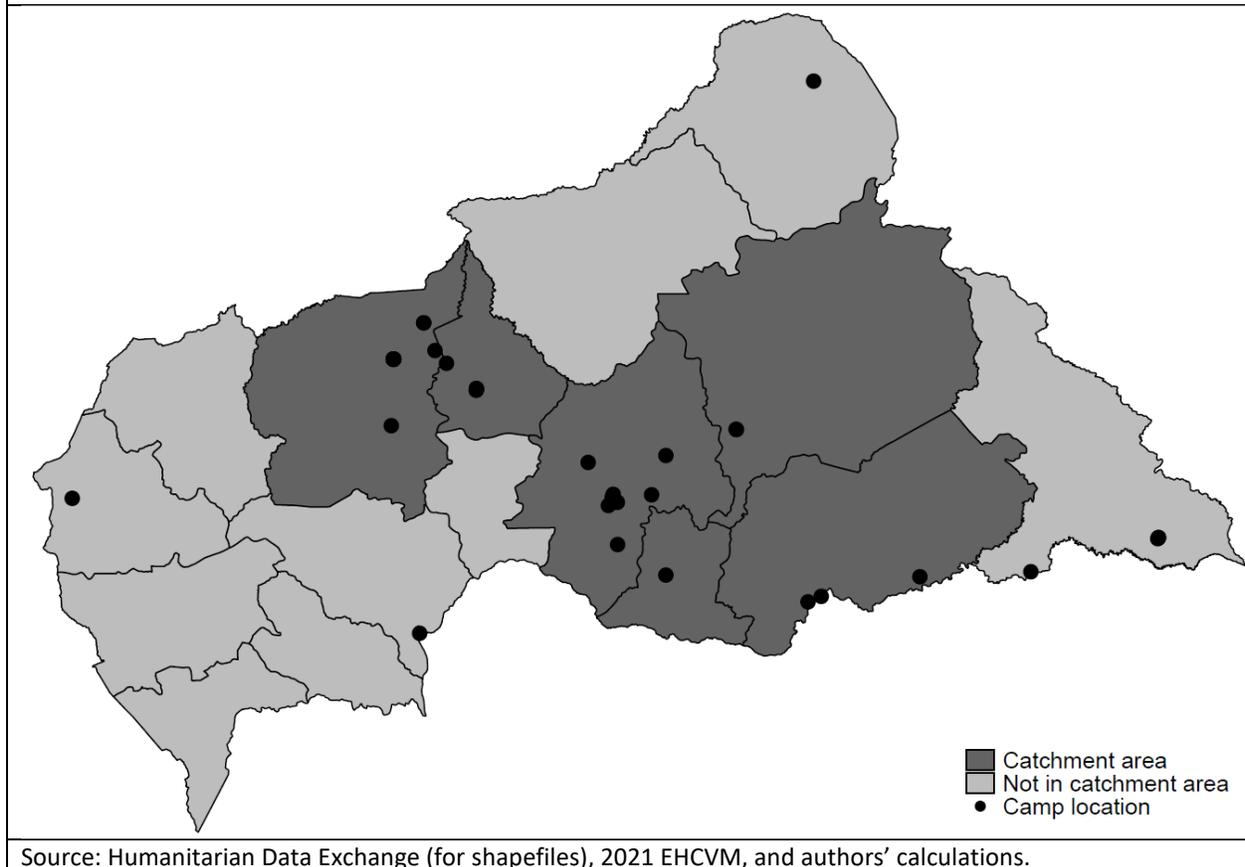 Catchment area
Not in catchment area
Camp location
Source: Humanitarian Data Exchange (for shapefiles), 2021 EHCVM, and authors’ calculations.